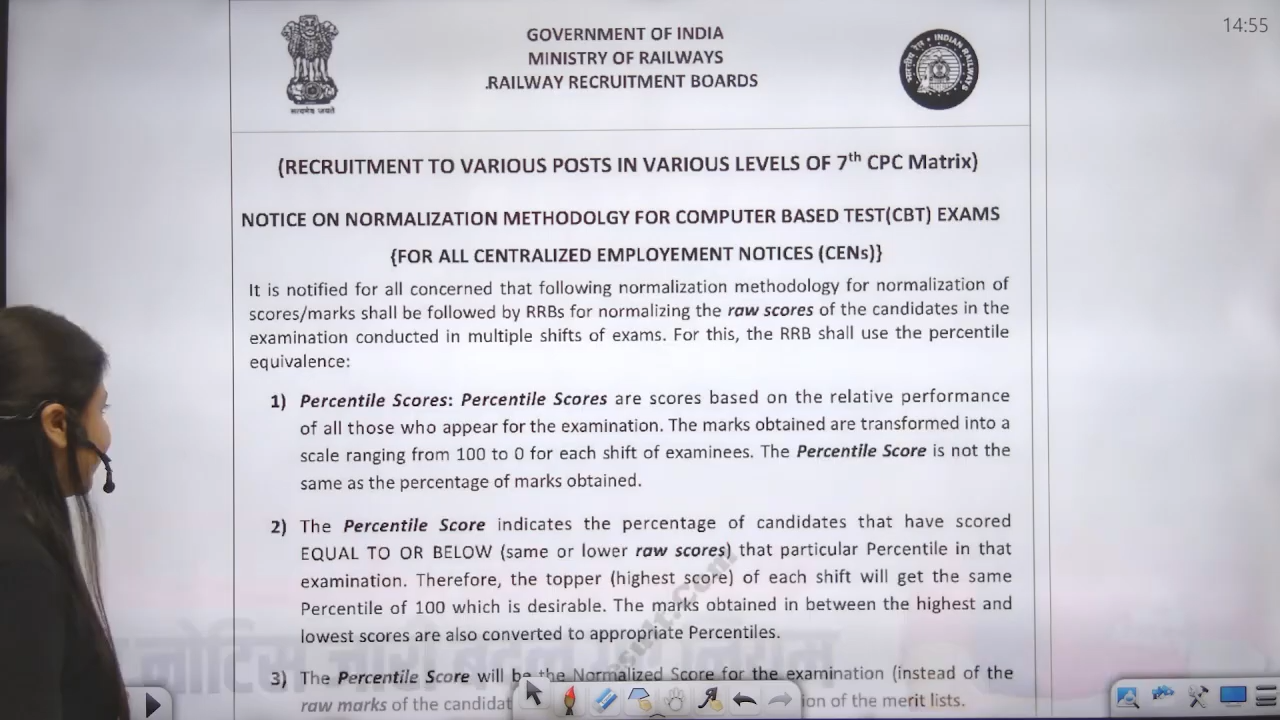 14:55
GOVERNMENT OF INDIA
MINISTRY OF RAILWAYS
.RAILWAY RECRUITMENT BOARDS
सत्यमेव जयते
भारतीय रेल • INDIAN RAILWAYS
(RECRUITMENT TO VARIOUS POSTS IN VARIOUS LEVELS OF 7th CPC Matrix)
NOTICE ON NORMALIZATION METHODOLGY FOR COMPUTER BASED TEST(CBT) EXAMS
{FOR ALL CENTRALIZED EMPLOYEMENT NOTICES (CENs)}
It is notified for all concerned that following normalization methodology for normalization of
scores/marks shall be followed by RRBs for normalizing the raw scores of the candidates in the
examination conducted in multiple shifts of exams. For this, the RRB shall use the percentile
equivalence:
1) Percentile Scores: Percentile Scores are scores based on the relative performance
of all those who appear for the examination. The marks obtained are transformed into a
scale ranging from 100 to 0 for each shift of examinees. The Percentile Score is not the
same as the percentage of marks obtained.
2) The Percentile Score indicates the percentage of candidates that have scored
EQUAL TO OR BELOW (same or lower raw scores) that particular Percentile in that
examination. Therefore, the topper (highest score) of each shift will get the same
Percentile of 100 which is desirable. The marks obtained in between the highest and
lowest scores are also converted to appropriate Percentiles.
3) The Percentile Score will be the Normalized Score for the examination (instead of the
raw marks of the candidat ion of the merit lists.